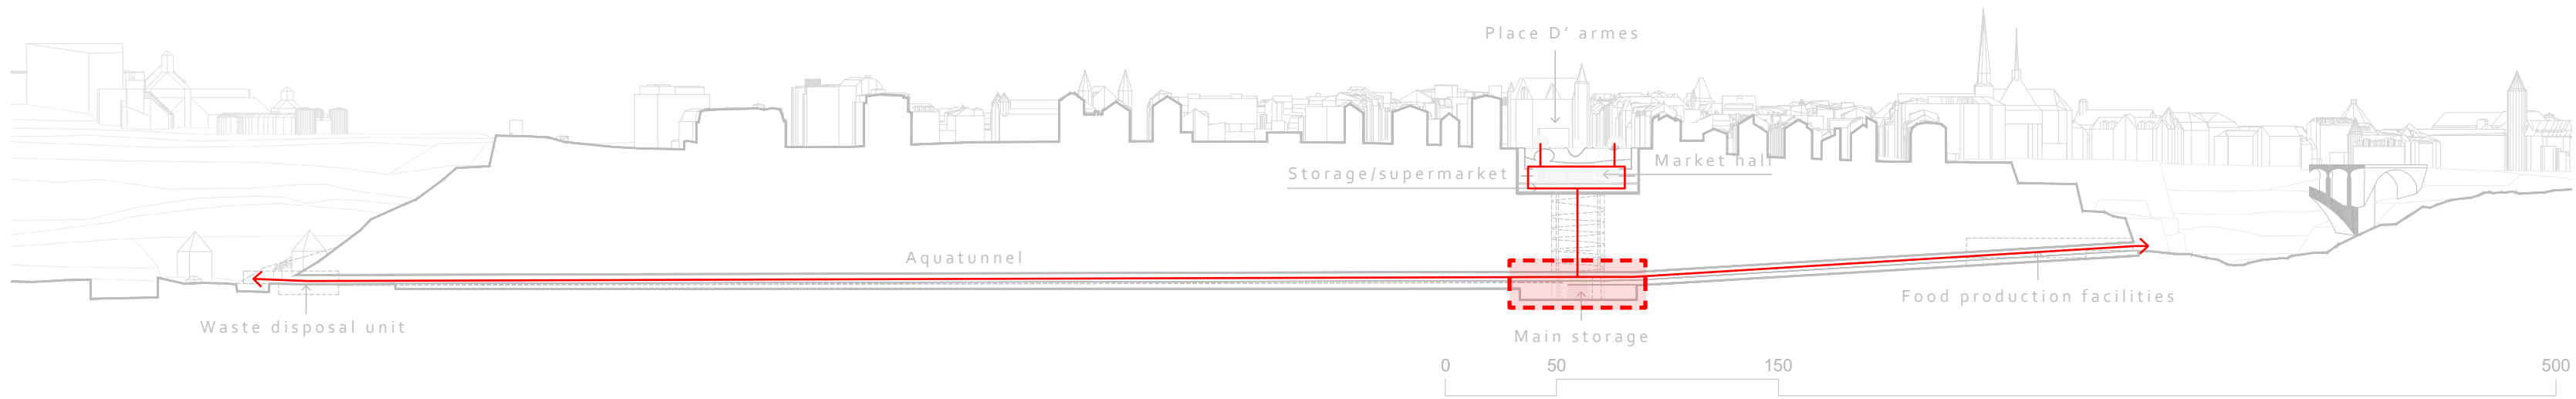 Place D’ armes
Market hall
Storage/supermarket
Aquatunnel
Food production facilities
Waste disposal unit
Main storage
0 50 150 500